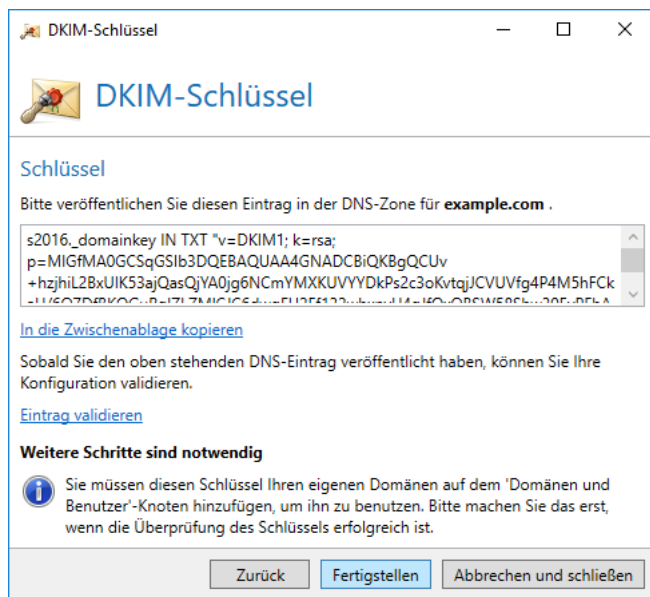 DKIM-Schlüssel
DKIM-Schlüssel
Schlüssel
Bitte veröffentlichen Sie diesen Eintrag in der DNS-Zone für example.com .
s2016._domainkey IN TXT "v=DKIM1; k=rsa;
p=MIGfMA0GCSqGSIb3DQEBAQUAA4GNADCBiQKBgQCUv
+hzjhiL2BxUIK53ajQasQjYA0jg6NCmYMXKUVYYDkPs2c3oKvtqjJCVUVfg4P4M5hFCk
In die Zwischenablage kopieren
Sobald Sie den oben stehenden DNS-Eintrag veröffentlicht haben, können Sie Ihre
Konfiguration validieren.
Eintrag validieren
Weitere Schritte sind notwendig
Sie müssen diesen Schlüssel Ihren eigenen Domänen auf dem 'Domänen und
Benutzer'-Knoten hinzufügen, um ihn zu benutzen. Bitte machen Sie das erst,
wenn die Überprüfung des Schlüssels erfolgreich ist.
Zurück
Fertigstellen
Abbrechen und schließen